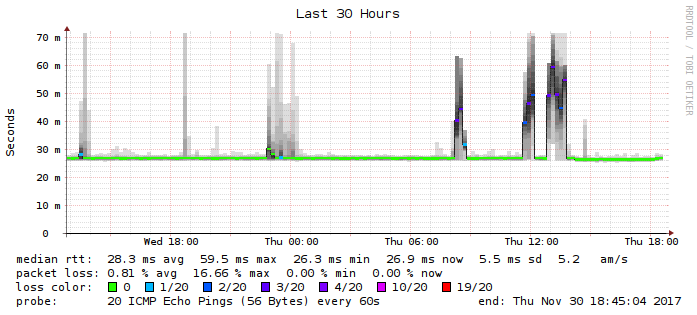 Last 30 Hours
RRDTOOL / TOBI OETIKER
Seconds
70 m
60 m
50 m
40 m
30 m
20 m
10 m
0
Wed 18:00 Thu 00:00 Thu 06:00 Thu 12:00 Thu 18:00
median rtt: 28.3 ms avg 59.5 ms max 26.3 ms min 26.9 ms now 5.5 ms sd 5.2 am/s
packet loss: 0.81 % avg 16.66 % max 0.00 % min 0.00 % now
loss color: 0 1/20 2/20 3/20 4/20 10/20 19/20
probe: 20 ICMP Echo Pings (56 Bytes) every 60s end: Thu Nov 30 18:45:04 2017